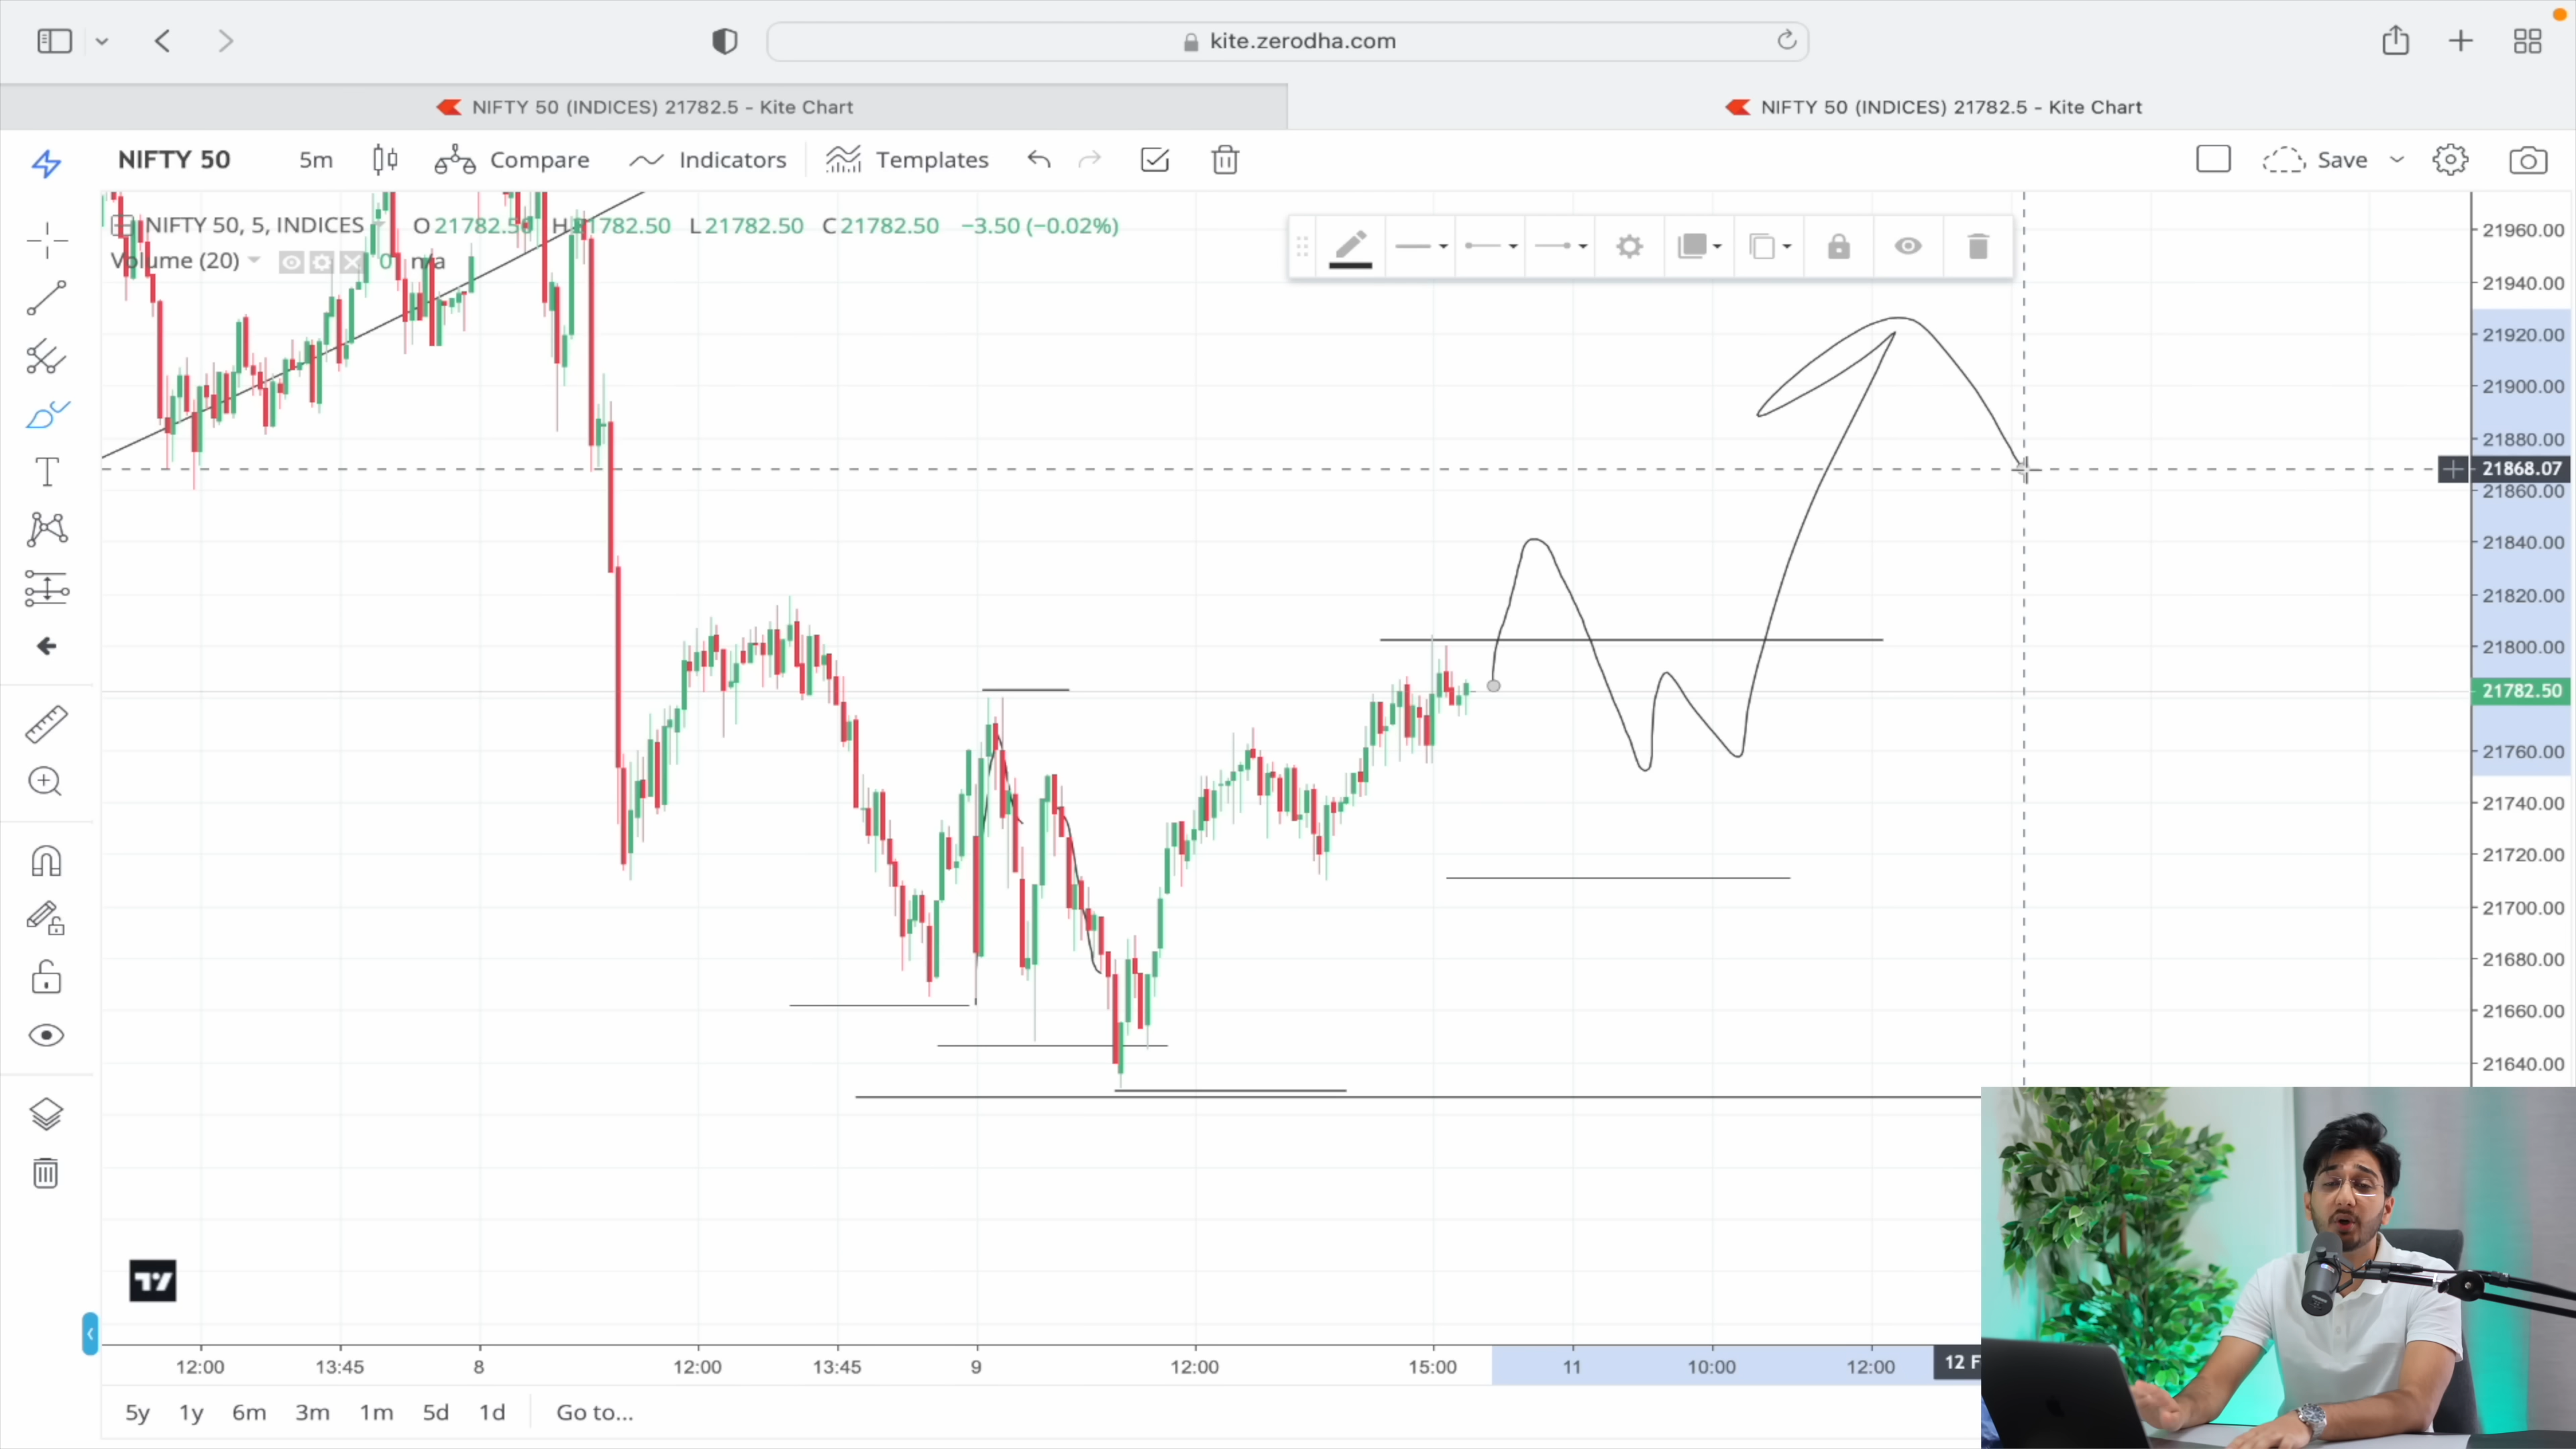 kite.zerodha.com
NIFTY 50 (INDICES) 21782.5 - Kite Chart
NIFTY 50 (INDICES) 21782.5 - Kite Chart
NIFTY 50 5m Compare Indicators Templates Save
NIFTY 50, 5, INDICES O 21782.50 H 21782.50 L 21782.50 C 21782.50 −3.50 (−0.02%)
Volume (20) 0 n/a
21960.00
21940.00
21920.00
21900.00
21880.00
21868.07
21860.00
21840.00
21820.00
21800.00
21782.50
21760.00
21740.00
21720.00
21700.00
21680.00
21660.00
21640.00
12:00 13:45 8 12:00 13:45 9 12:00 15:00 11 10:00 12:00 12 F
5y 1y 6m 3m 1m 5d 1d Go to...